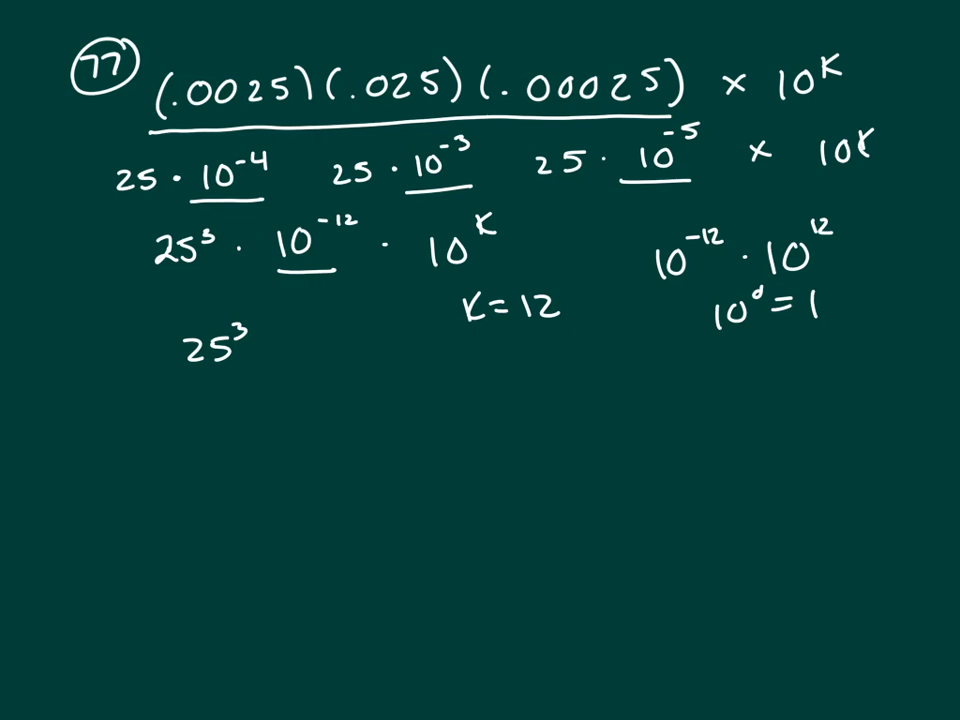 77 (.0025)(.025)(.00025) × 10^K
25 · 10^-4 25 · 10^-3 25 · 10^-5 × 10^K
25^3 · 10^-12 · 10^K 10^-12 · 10^12
K = 12 10^0 = 1
25^3